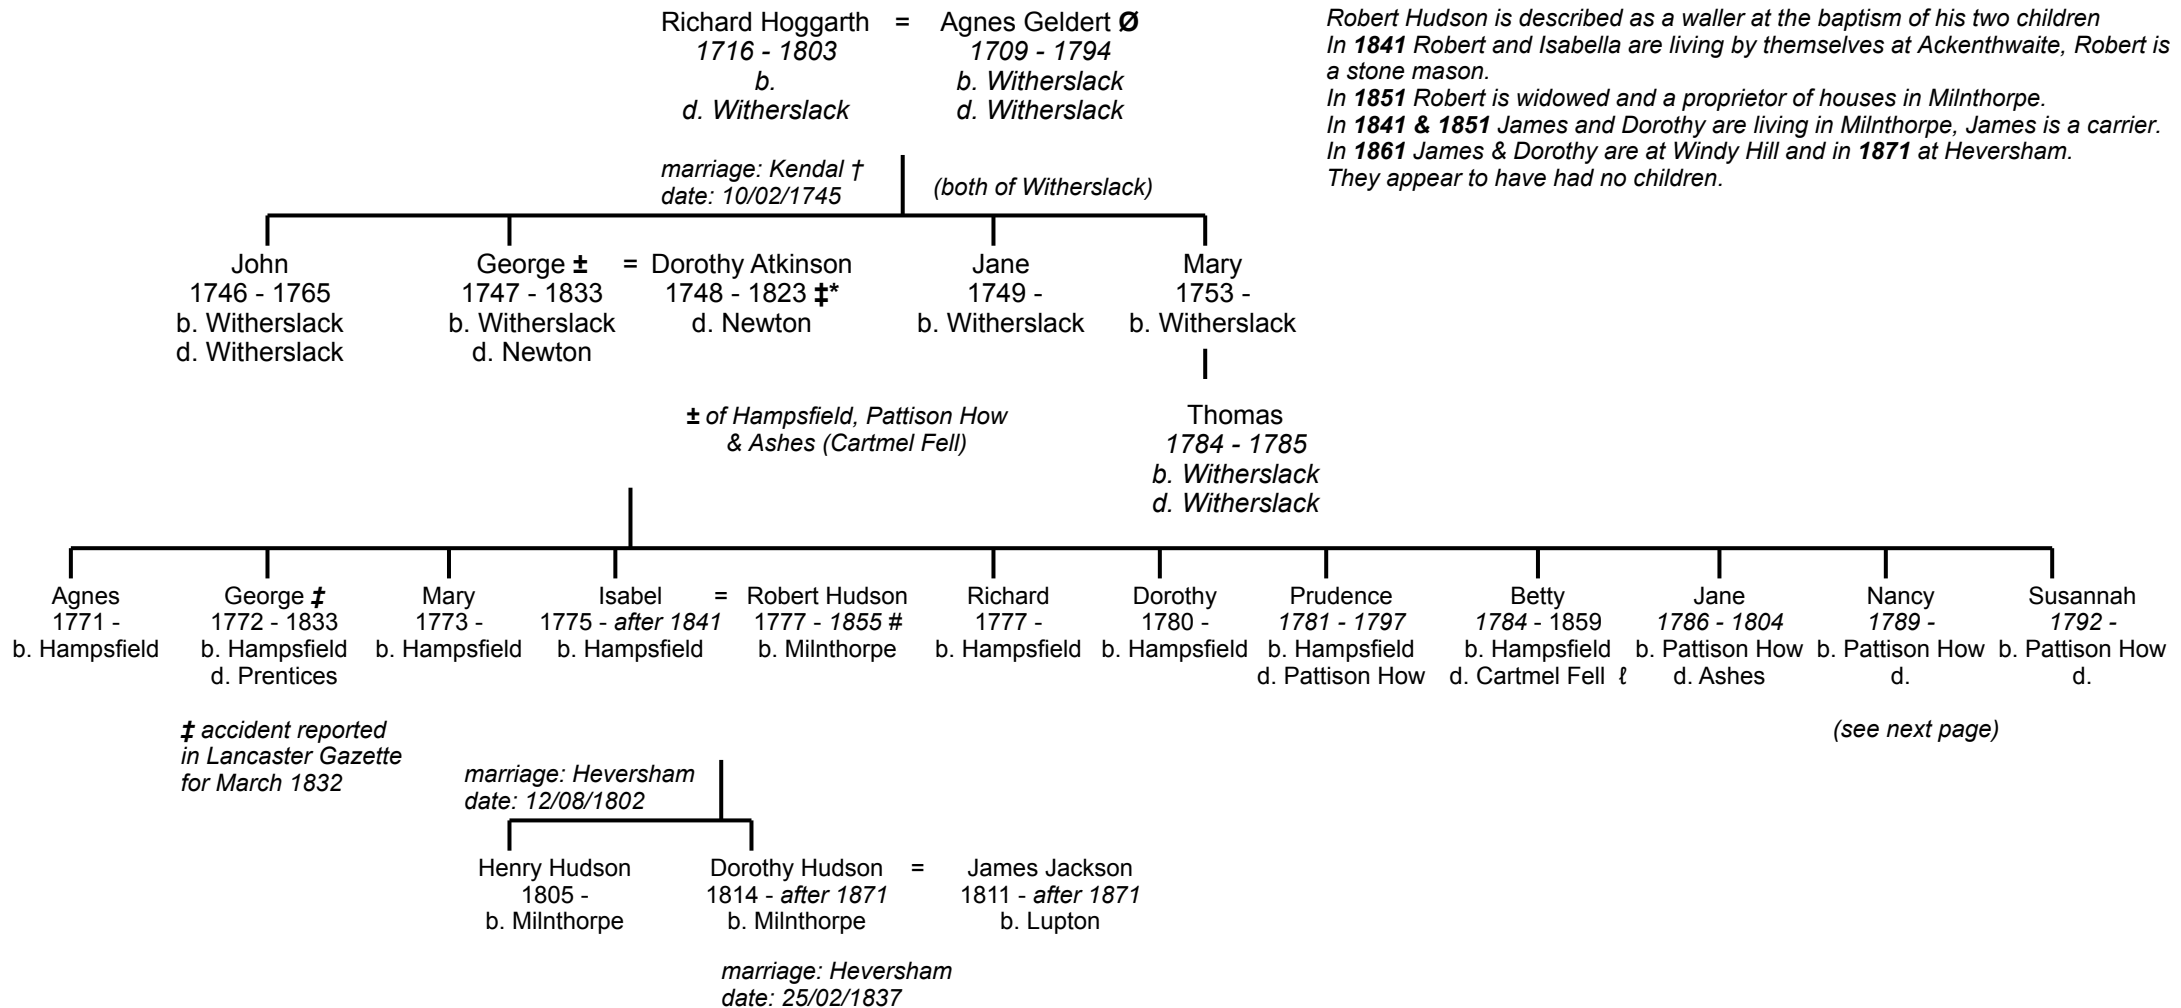 Richard Hoggarth = Agnes Geldert Ø
1716 - 1803 1709 - 1794
b. b. Witherslack
d. Witherslack d. Witherslack
Robert Hudson is described as a waller at the baptism of his two children
In 1841 Robert and Isabella are living by themselves at Ackenthwaite, Robert is
a stone mason.
In 1851 Robert is widowed and a proprietor of houses in Milnthorpe.
In 1841 & 1851 James and Dorothy are living in Milnthorpe, James is a carrier.
In 1861 James & Dorothy are at Windy Hill and in 1871 at Heversham.
They appear to have had no children.
marriage: Kendal †
date: 10/02/1745
(both of Witherslack)
John George ± = Dorothy Atkinson Jane Mary
1746 - 1765 1747 - 1833 1748 - 1823 ‡* 1749 - 1753 -
b. Witherslack b. Witherslack d. Newton b. Witherslack b. Witherslack
d. Witherslack d. Newton
± of Hampsfield, Pattison How
& Ashes (Cartmel Fell)
Thomas
1784 - 1785
b. Witherslack
d. Witherslack
Agnes George ‡ Mary Isabel = Robert Hudson Richard Dorothy Prudence Betty Jane Nancy Susannah
1771 - 1772 - 1833 1773 - 1775 - after 1841 1777 - 1855 # 1777 - 1780 - 1781 - 1797 1784 - 1859 1786 - 1804 1789 - 1792 -
b. Hampsfield b. Hampsfield b. Hampsfield b. Hampsfield b. Milnthorpe b. Hampsfield b. Hampsfield b. Hampsfield b. Hampsfield b. Pattison How b. Pattison How b. Pattison How
d. Prentices d. Pattison How d. Cartmel Fell ℓ d. Ashes d. d.
‡ accident reported
in Lancaster Gazette
for March 1832
(see next page)
marriage: Heversham
date: 12/08/1802
Henry Hudson Dorothy Hudson = James Jackson
1805 - 1814 - after 1871 1811 - after 1871
b. Milnthorpe b. Milnthorpe b. Lupton
marriage: Heversham
date: 25/02/1837